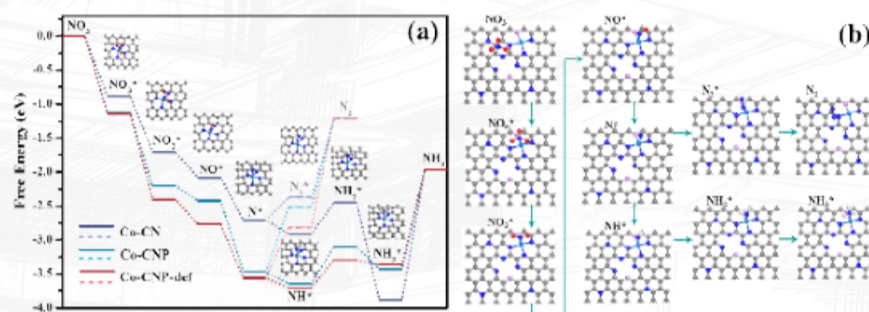 (a)
NO3
0.0
-0.5
-1.0
-1.5
-2.0
-2.5
-3.0
-3.5
-4.0
Free Energy (eV)
NO3*
NO2*
NO*
N*
N2*
N2
NH*
NH2*
NH3*
NH3
Co-CN
Co-CNP
Co-CNP-def
(b)
NO3
NO*
NO3*
N2*
N2
NO2*
NH*
NH2*
NH3*